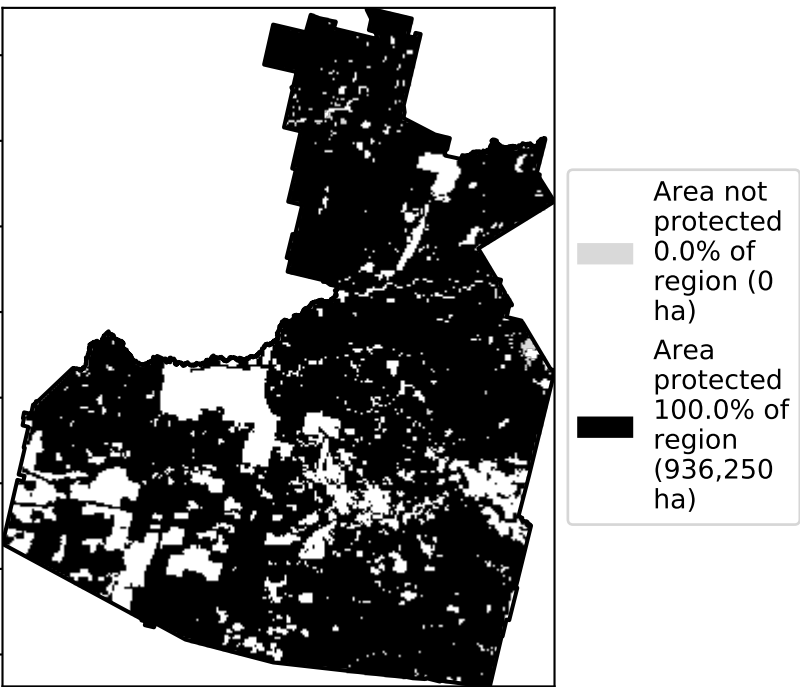 Area not
protected
0.0% of
region (0
ha)
Area
protected
100.0% of
region
(936,250
ha)